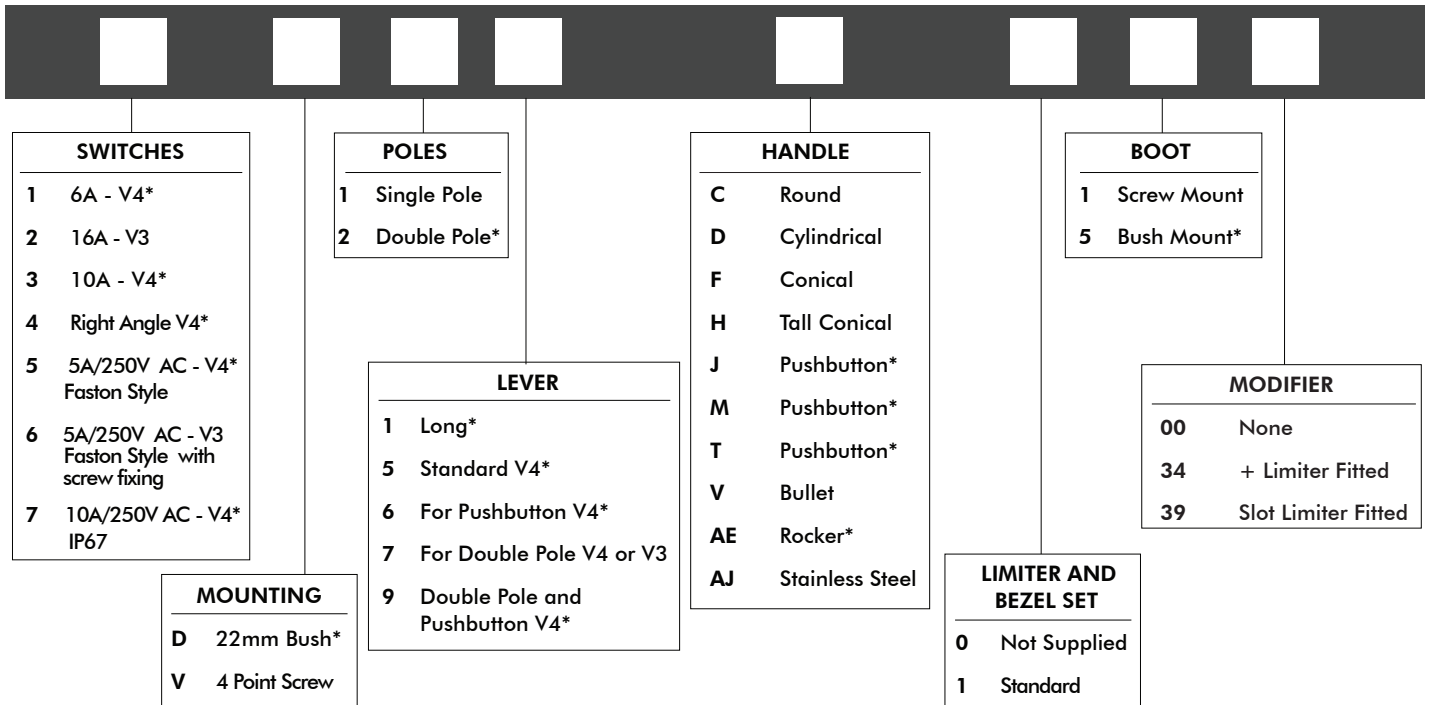 SWITCHES
1 6A - V4*
2 16A - V3
3 10A - V4*
4 Right Angle V4*
5 5A/250V AC - V4*
Faston Style
6 5A/250V AC - V3
Faston Style with
screw fixing
7 10A/250V AC - V4*
IP67
MOUNTING
D 22mm Bush*
V 4 Point Screw
POLES
1 Single Pole
2 Double Pole*
LEVER
1 Long*
5 Standard V4*
6 For Pushbutton V4*
7 For Double Pole V4 or V3
9 Double Pole and
Pushbutton V4*
HANDLE
C Round
D Cylindrical
F Conical
H Tall Conical
J Pushbutton*
M Pushbutton*
T Pushbutton*
V Bullet
AE Rocker*
AJ Stainless Steel
LIMITER AND
BEZEL SET
0 Not Supplied
1 Standard
BOOT
1 Screw Mount
5 Bush Mount*
MODIFIER
00 None
34 + Limiter Fitted
39 Slot Limiter Fitted